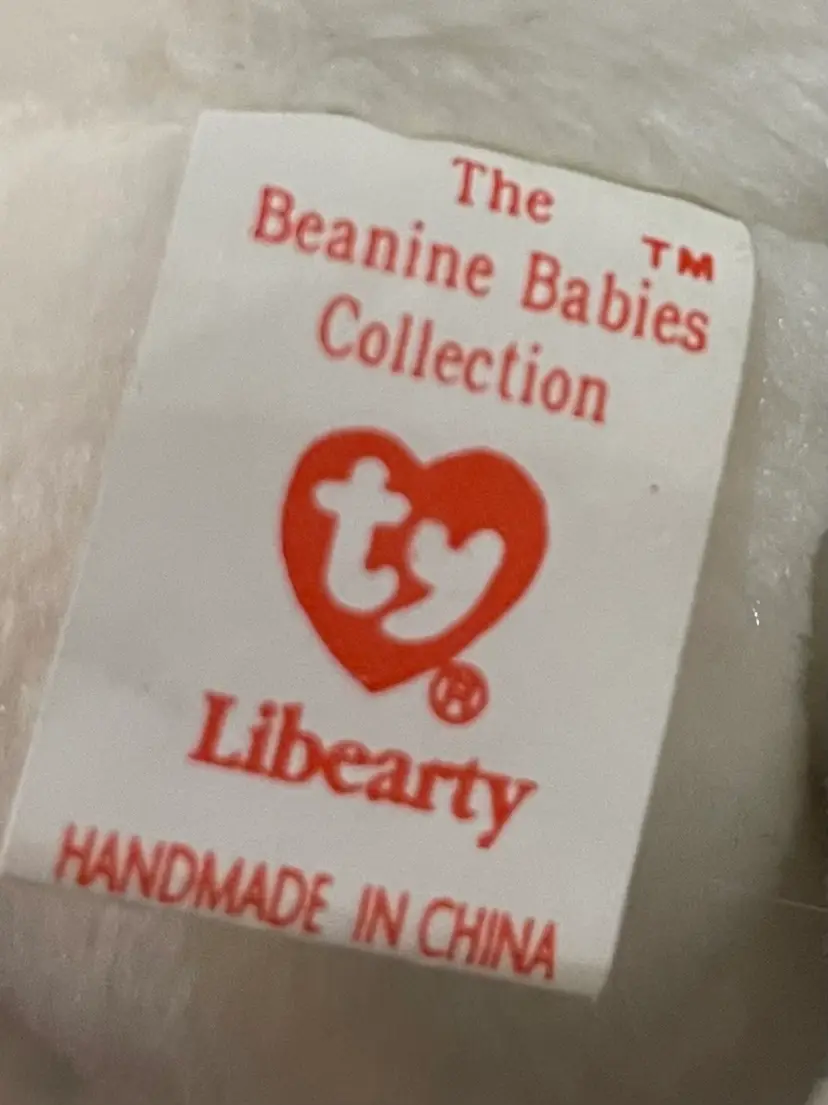 The
Beanine Babies ™
Collection
ty ®
Libearty
HANDMADE IN CHINA